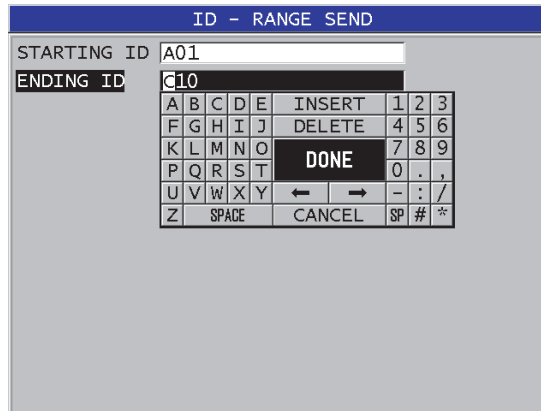 ID – RANGE SEND
STARTING ID A01
ENDING ID C10
A B C D E INSERT 1 2 3
F G H I J DELETE 4 5 6
K L M N O DONE 7 8 9
P Q R S T 0 . ,
U V W X Y ← → - : /
Z SPACE CANCEL SP # *